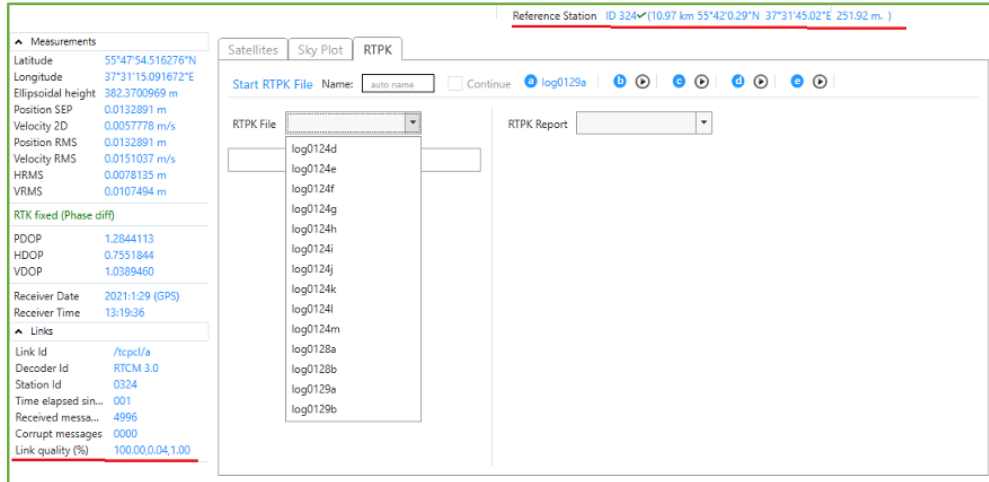 Reference Station ID 324✔(10.97 km 55°42'0.29"N 37°31'45.02"E 251.92 m. )
Measurements
Latitude 55°47'54.516276"N
Longitude 37°31'15.091672"E
Ellipsoidal height 382.3700969 m
Position SEP 0.0132891 m
Velocity 2D 0.0057778 m/s
Position RMS 0.0132891 m
Velocity RMS 0.0151037 m/s
HRMS 0.0078135 m
VRMS 0.0107494 m
RTK fixed (Phase diff)
PDOP 1.2844113
HDOP 0.7551844
VDOP 1.0389460
Receiver Date 2021:1:29 (GPS)
Receiver Time 13:19:36
Links
Link Id /tcpcl/a
Decoder Id RTCM 3.0
Station Id 0324
Time elapsed sin... 001
Received messa... 4996
Corrupt messages 0000
Link quality (%) 100.00,0.04,1.00
Satellites Sky Plot RTPK
Start RTPK File Name: auto name Continue a log0129a b c d e
RTPK File
log0124d
log0124e
log0124f
log0124g
log0124h
log0124i
log0124j
log0124k
log0124l
log0124m
log0128a
log0128b
log0129a
log0129b
RTPK Report